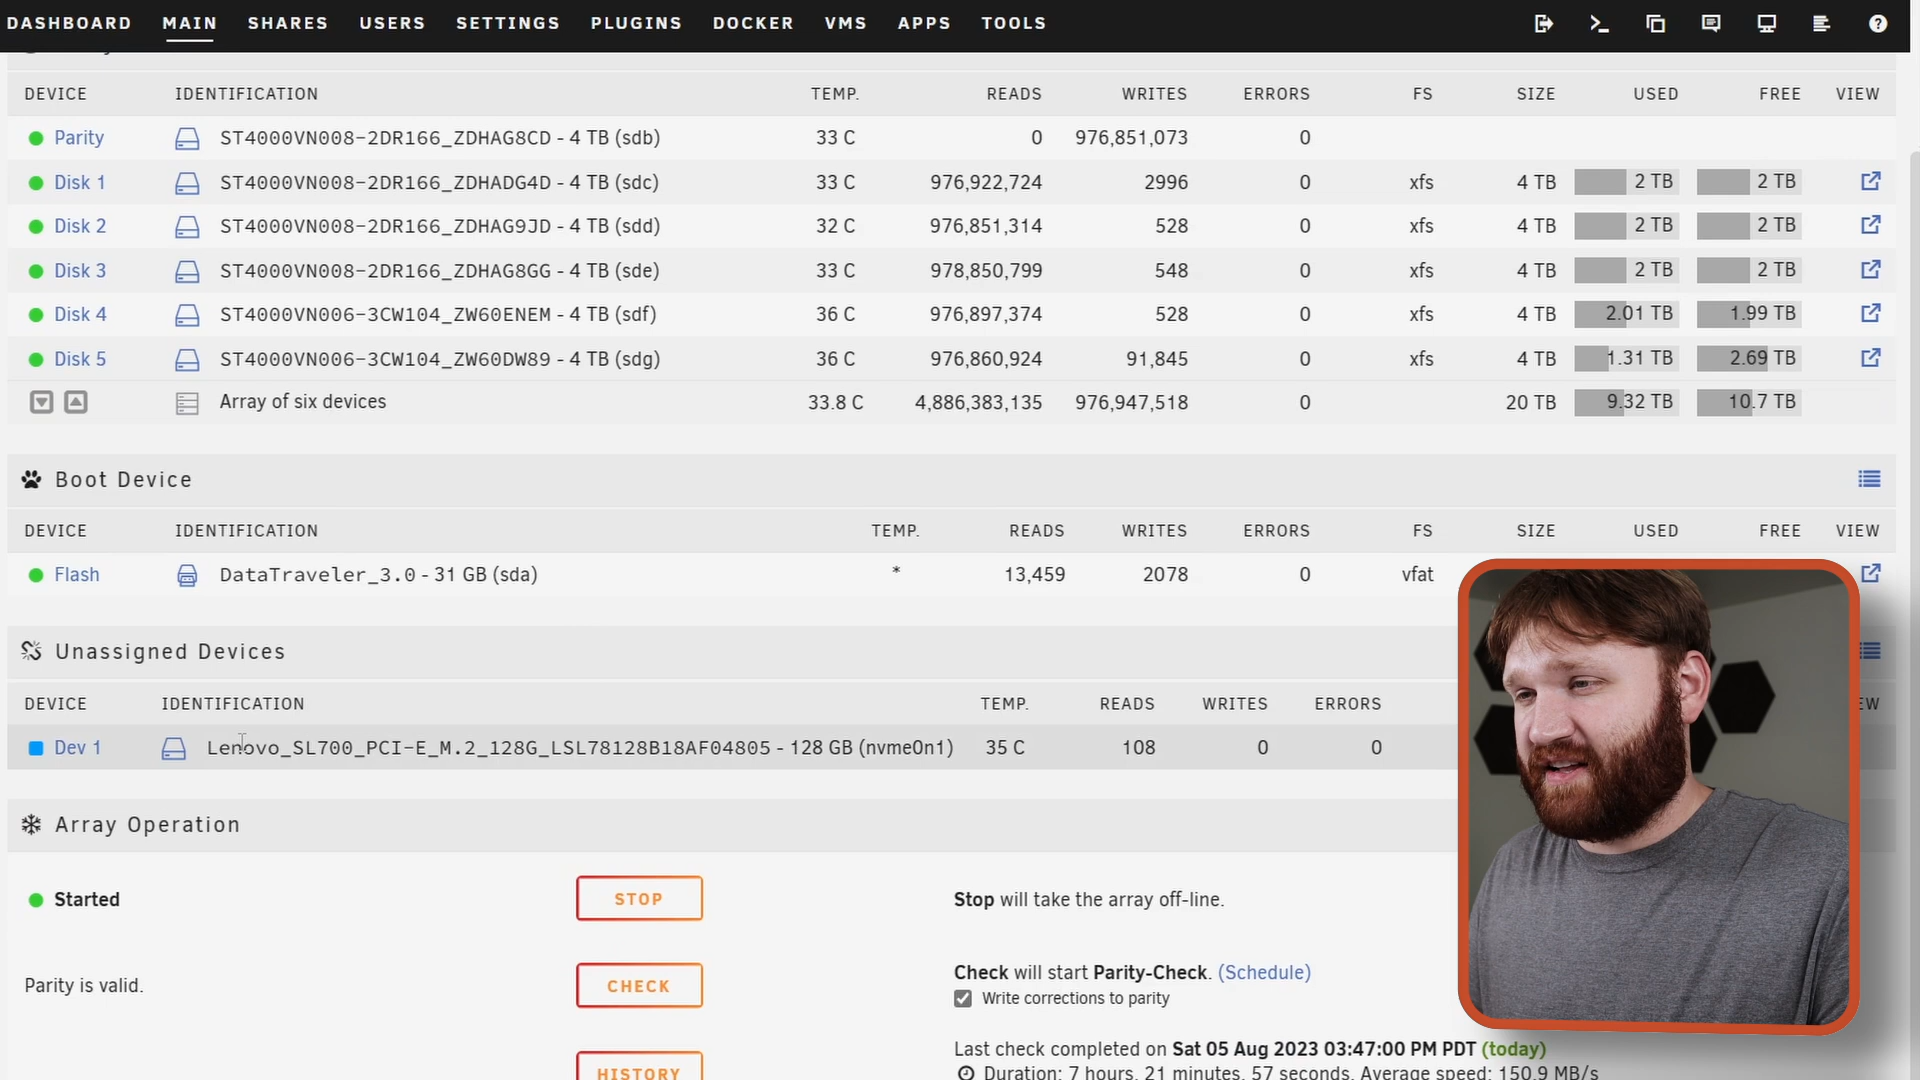 DASHBOARD MAIN SHARES USERS SETTINGS PLUGINS DOCKER VMS APPS TOOLS
DEVICE IDENTIFICATION TEMP. READS WRITES ERRORS FS SIZE USED FREE VIEW
Parity ST4000VN008-2DR166_ZDHAG8CD - 4 TB (sdb) 33 C 0 976,851,073 0
Disk 1 ST4000VN008-2DR166_ZDHADG4D - 4 TB (sdc) 33 C 976,922,724 2996 0 xfs 4 TB 2 TB 2 TB
Disk 2 ST4000VN008-2DR166_ZDHAG9JD - 4 TB (sdd) 32 C 976,851,314 528 0 xfs 4 TB 2 TB 2 TB
Disk 3 ST4000VN008-2DR166_ZDHAG8GG - 4 TB (sde) 33 C 978,850,799 548 0 xfs 4 TB 2 TB 2 TB
Disk 4 ST4000VN006-3CW104_ZW60ENEM - 4 TB (sdf) 36 C 976,897,374 528 0 xfs 4 TB 2.01 TB 1.99 TB
Disk 5 ST4000VN006-3CW104_ZW60DW89 - 4 TB (sdg) 36 C 976,860,924 91,845 0 xfs 4 TB 1.31 TB 2.69 TB
Array of six devices 33.8 C 4,886,383,135 976,947,518 0 20 TB 9.32 TB 10.7 TB
Boot Device
DEVICE IDENTIFICATION TEMP. READS WRITES ERRORS FS SIZE USED FREE VIEW
Flash DataTraveler_3.0 - 31 GB (sda) * 13,459 2078 0 vfat
Unassigned Devices
DEVICE IDENTIFICATION TEMP. READS WRITES ERRORS
Dev 1 Lenovo_SL700_PCI-E_M.2_128G_LSL78128B18AF04805 - 128 GB (nvme0n1) 35 C 108 0 0
Array Operation
Started STOP Stop will take the array off-line.
Parity is valid. CHECK Check will start Parity-Check. (Schedule)
Write corrections to parity
Last check completed on Sat 05 Aug 2023 03:47:00 PM PDT (today)
HISTORY Duration: 7 hours, 21 minutes, 57 seconds. Average speed: 150.9 MB/s